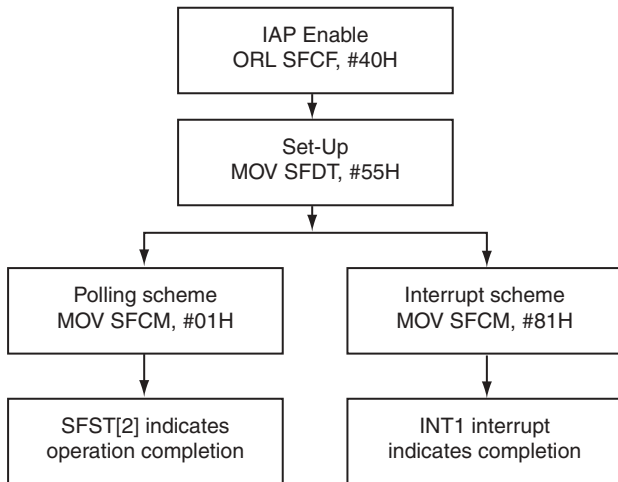 IAP Enable
ORL SFCF, #40H
Set-Up
MOV SFDT, #55H
Polling scheme
MOV SFCM, #01H
Interrupt scheme
MOV SFCM, #81H
SFST[2] indicates
operation completion
INT1 interrupt
indicates completion